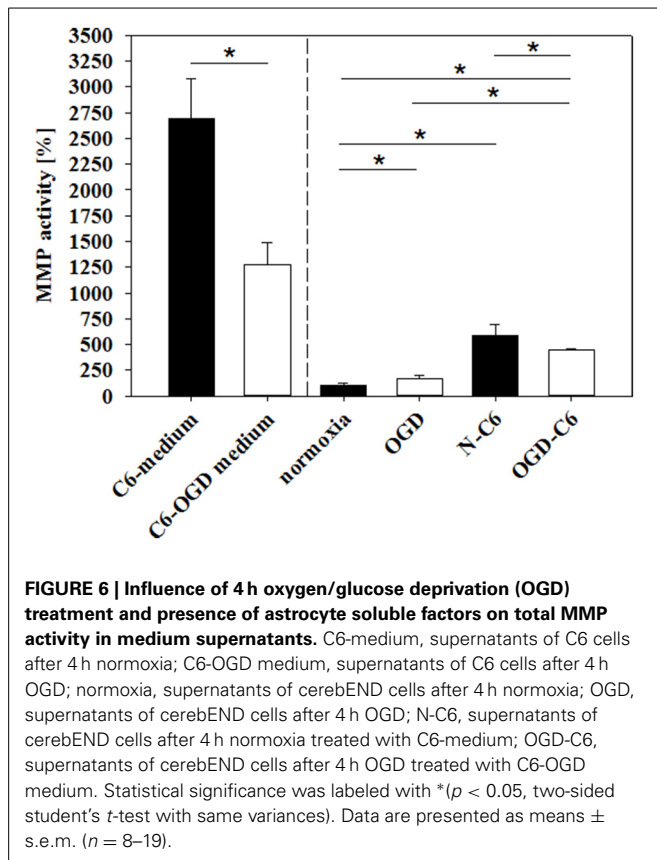 3500
3250
3000
2750
2500
2250
2000
1750
1500
1250
1000
750
500
250
0
MMP activity [%]
*
*
*
*
*
*
C6-medium
C6-OGD medium
normoxia
OGD
N-C6
OGD-C6
FIGURE 6 | Influence of 4 h oxygen/glucose deprivation (OGD)
treatment and presence of astrocyte soluble factors on total MMP
activity in medium supernatants. C6-medium, supernatants of C6 cells
after 4 h normoxia; C6-OGD medium, supernatants of C6 cells after 4 h
OGD; normoxia, supernatants of cerebEND cells after 4 h normoxia; OGD,
supernatants of cerebEND cells after 4 h OGD; N-C6, supernatants of
cerebEND cells after 4 h normoxia treated with C6-medium; OGD-C6,
supernatants of cerebEND cells after 4 h OGD treated with C6-OGD
medium. Statistical significance was labeled with *(p < 0.05, two-sided
student's t-test with same variances). Data are presented as means ±
s.e.m. (n = 8–19).